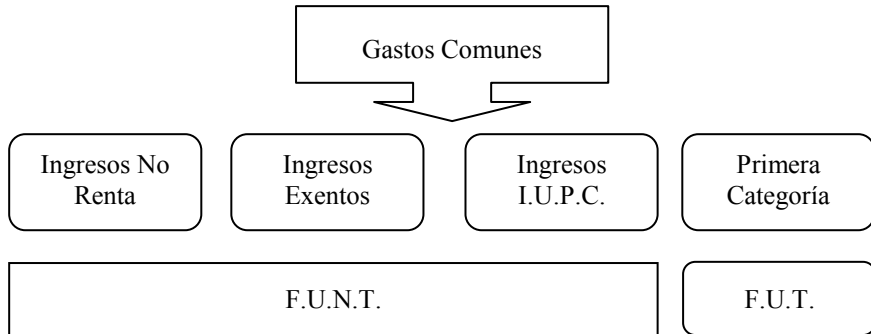 Gastos Comunes
Ingresos No
Renta
Ingresos
Exentos
Ingresos
I.U.P.C.
Primera
Categoría
F.U.N.T.
F.U.T.